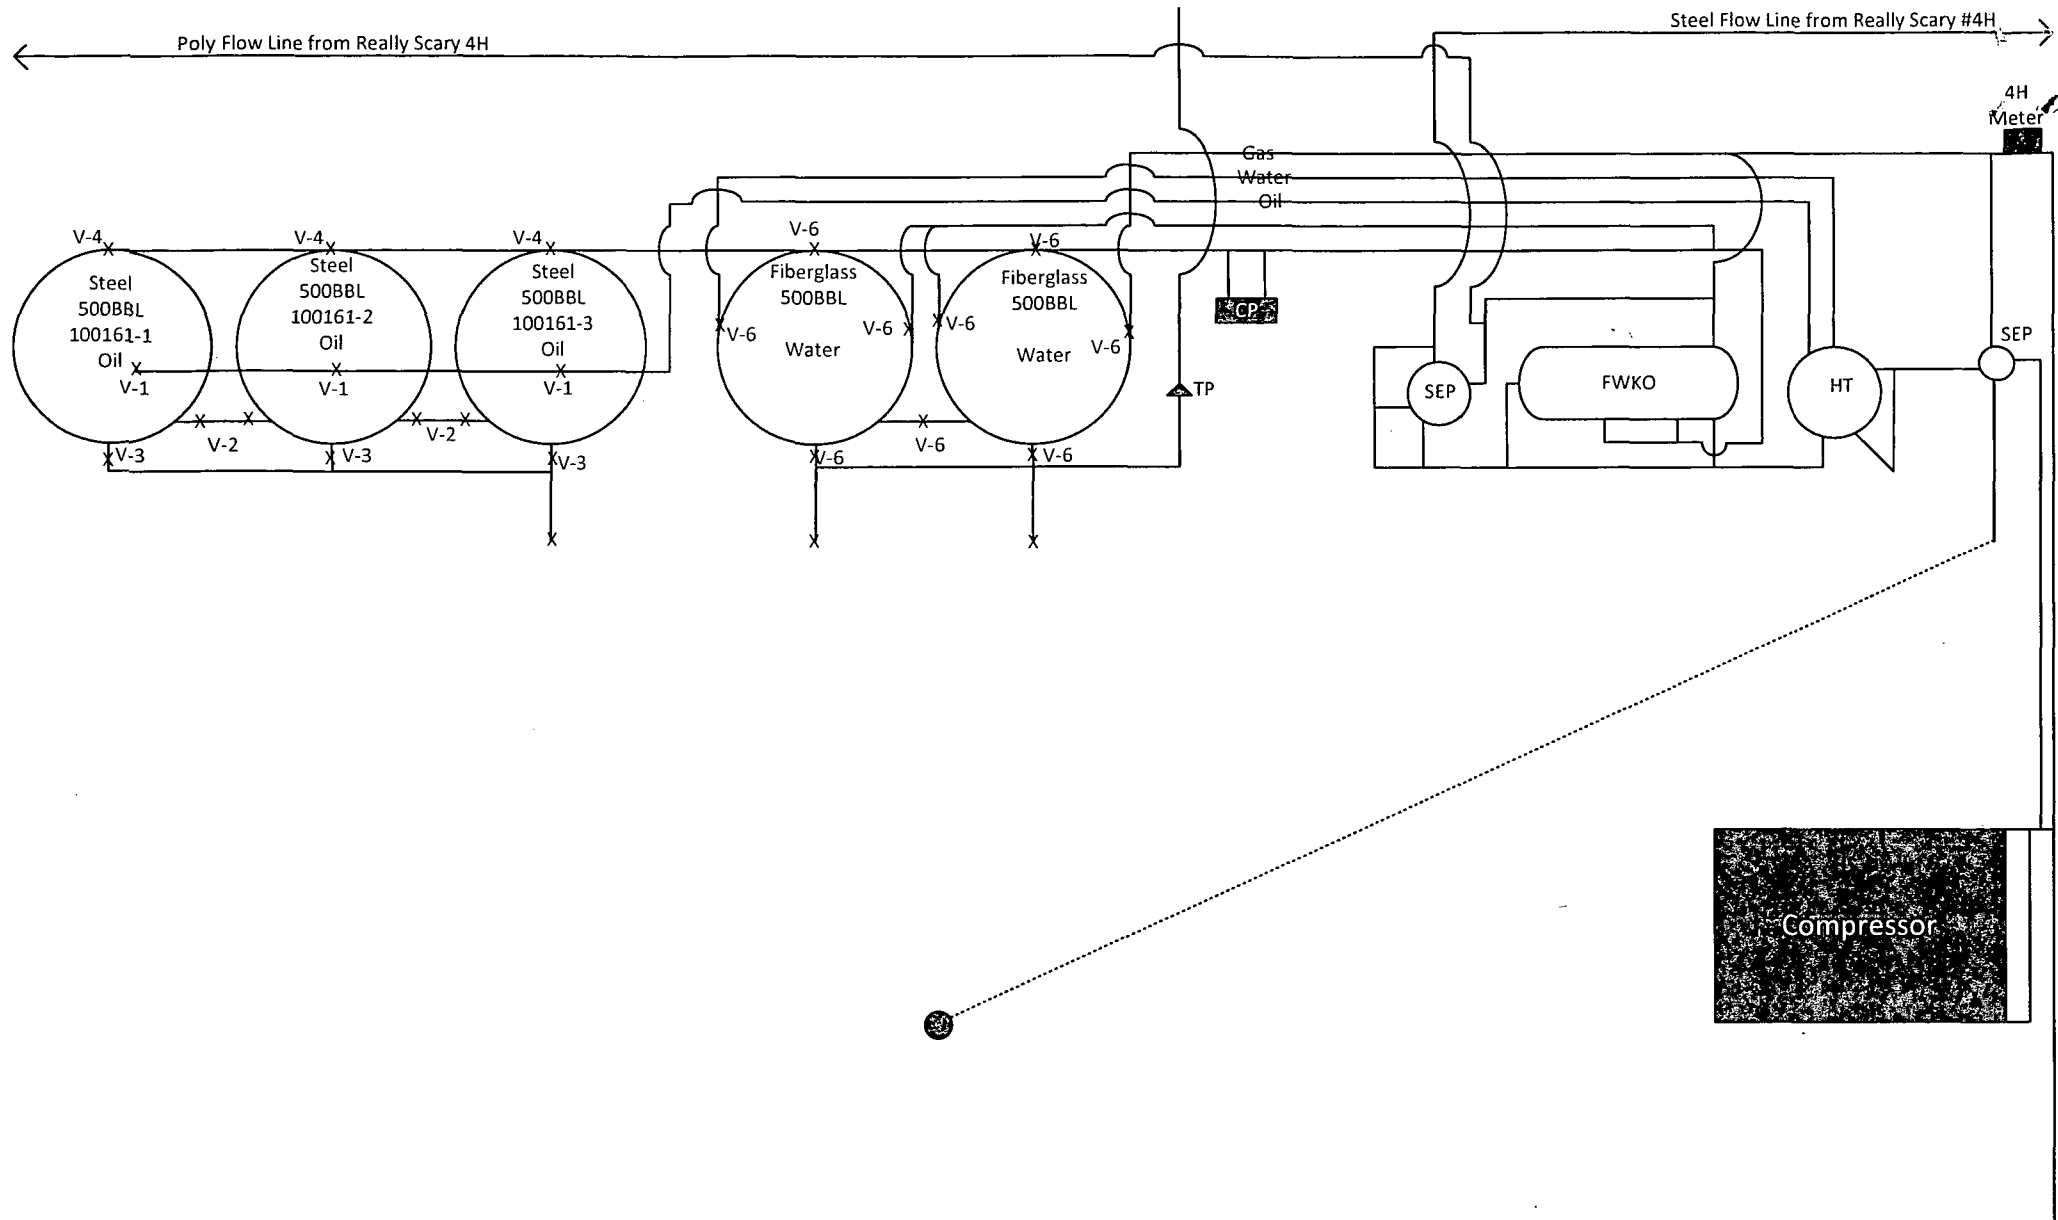 Steel Flow Line from Really Scary #4H
Poly Flow Line from Really Scary 4H
4H
Meter
Gas
Water
Oil
V-4
V-4
V-4
V-6
V-6
Steel
500BBL
100161-1
Oil
V-1
Steel
500BBL
100161-2
Oil
V-1
Steel
500BBL
100161-3
Oil
V-1
Fiberglass
500BBL
Water
V-6
V-6
Fiberglass
500BBL
Water
V-6
V-6
CP
TP
SEP
FWKO
HT
SEP
V-2
V-2
V-6
V-3
V-3
V-3
V-6
V-6
Compressor